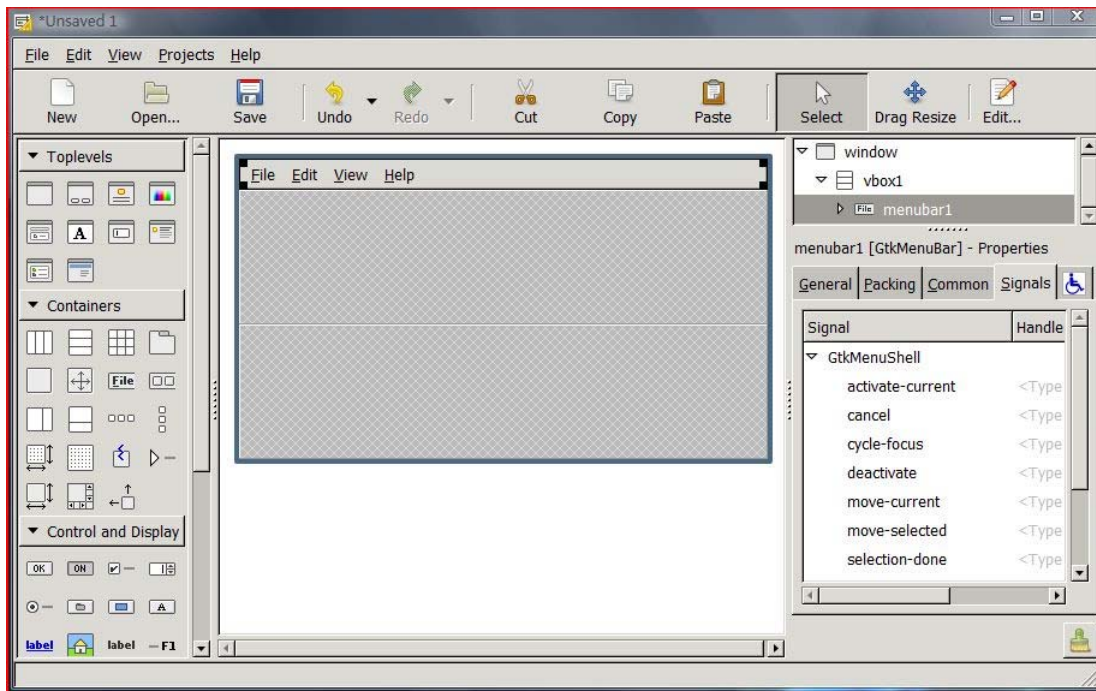 *Unsaved 1
File Edit View Projects Help
New Open... Save Undo Redo Cut Copy Paste Select Drag Resize Edit...
Toplevels
A
Containers
File
Control and Display
OK ON
A
label label F1
File Edit View Help
window
vbox1
File menubar1
menubar1 [GtkMenuBar] - Properties
General Packing Common Signals
Signal Handle
GtkMenuShell
activate-current <Type
cancel <Type
cycle-focus <Type
deactivate <Type
move-current <Type
move-selected <Type
selection-done <Type